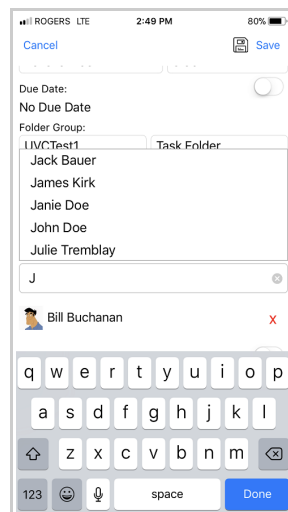 ROGERS LTE 2:49 PM 80%
Cancel Save
Due Date:
No Due Date
Folder Group:
UVCTest1 Task Folder
Jack Bauer
James Kirk
Janie Doe
John Doe
Julie Tremblay
J
Bill Buchanan X
q w e r t y u i o p
a s d f g h j k l
z x c v b n m
123 space Done